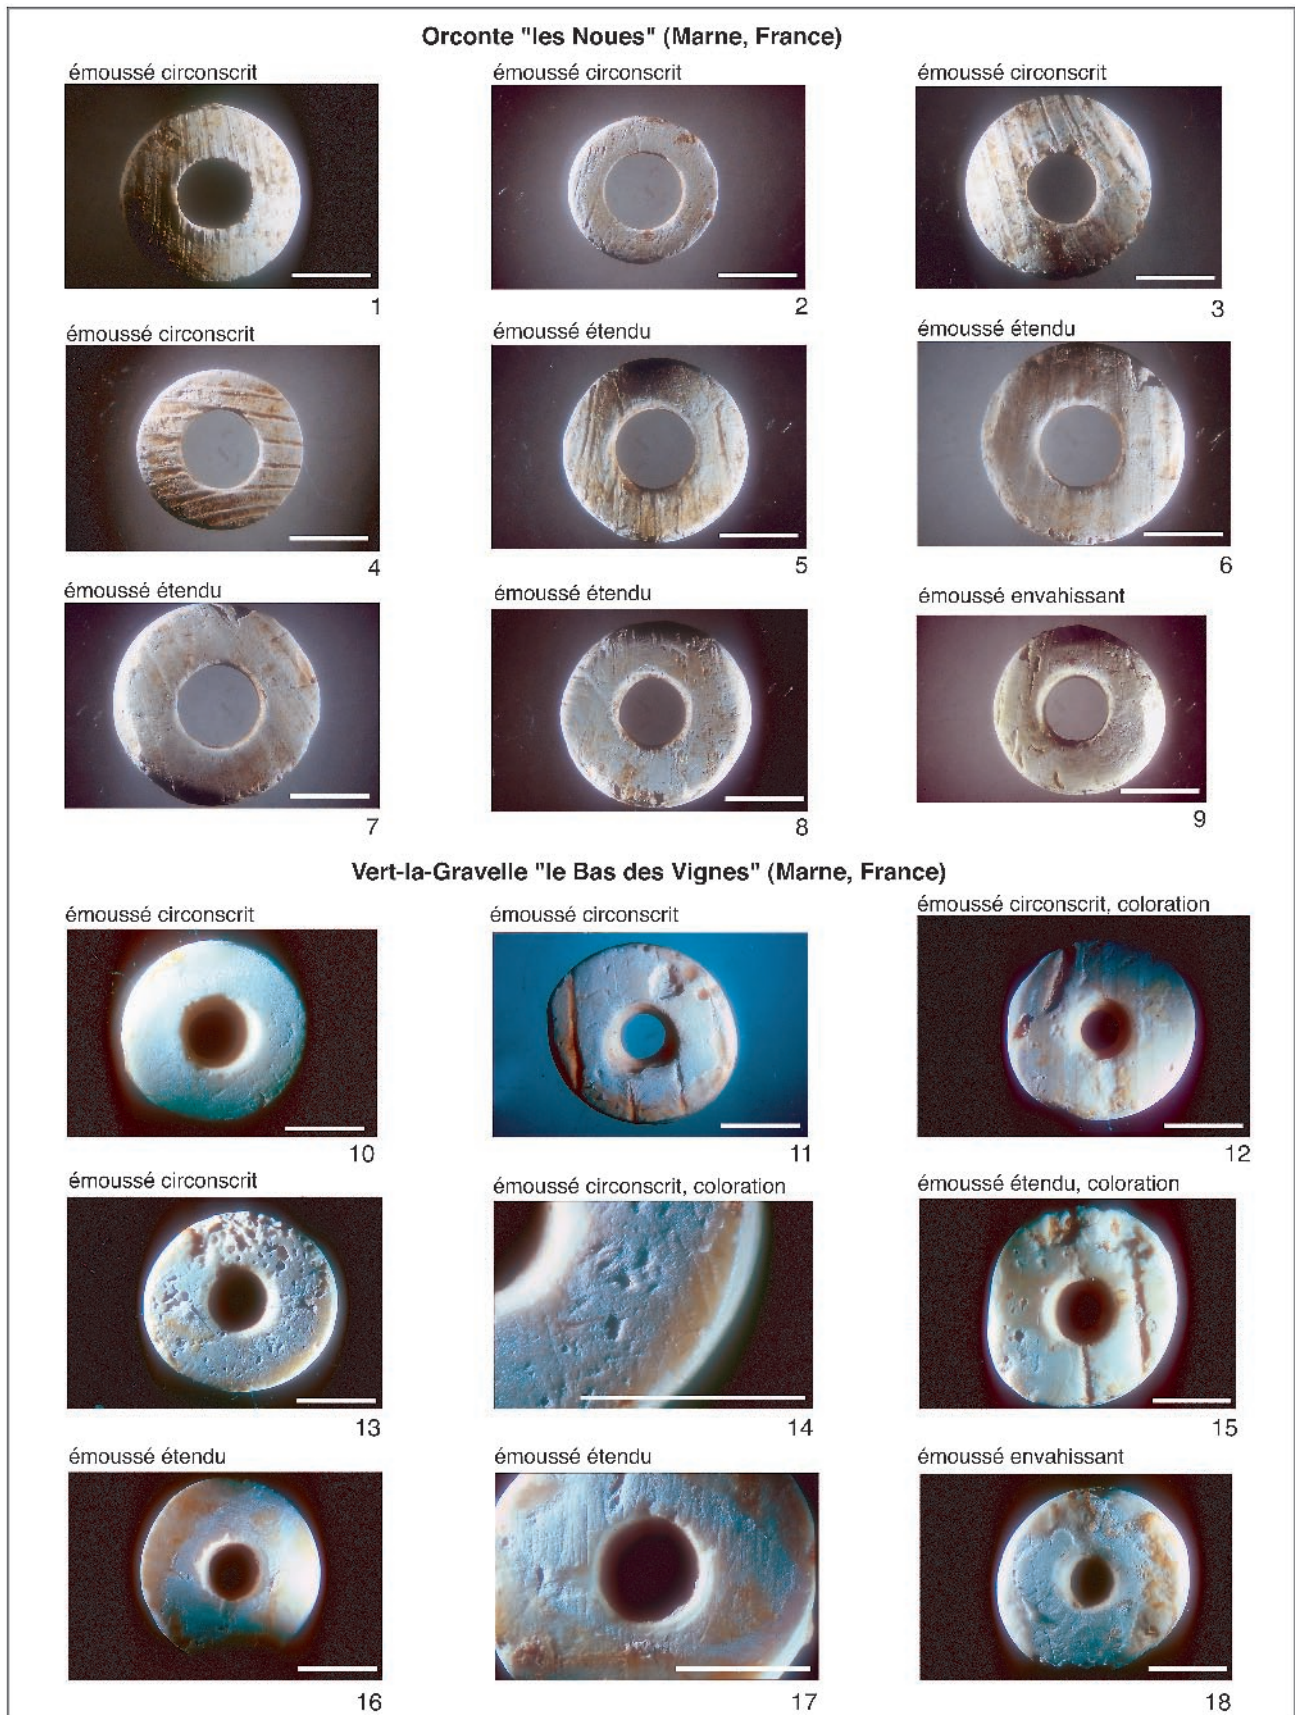 Orconte "les Noues" (Marne, France)
émoussé circonscrit
émoussé circonscrit
émoussé circonscrit
1
2
3
émoussé circonscrit
émoussé étendu
émoussé étendu
4
5
6
émoussé étendu
émoussé étendu
émoussé envahissant
7
8
9
Vert-la-Gravelle "le Bas des Vignes" (Marne, France)
émoussé circonscrit
émoussé circonscrit
émoussé circonscrit, coloration
10
11
12
émoussé circonscrit
émoussé circonscrit, coloration
émoussé étendu, coloration
13
14
15
émoussé étendu
émoussé étendu
émoussé envahissant
16
17
18